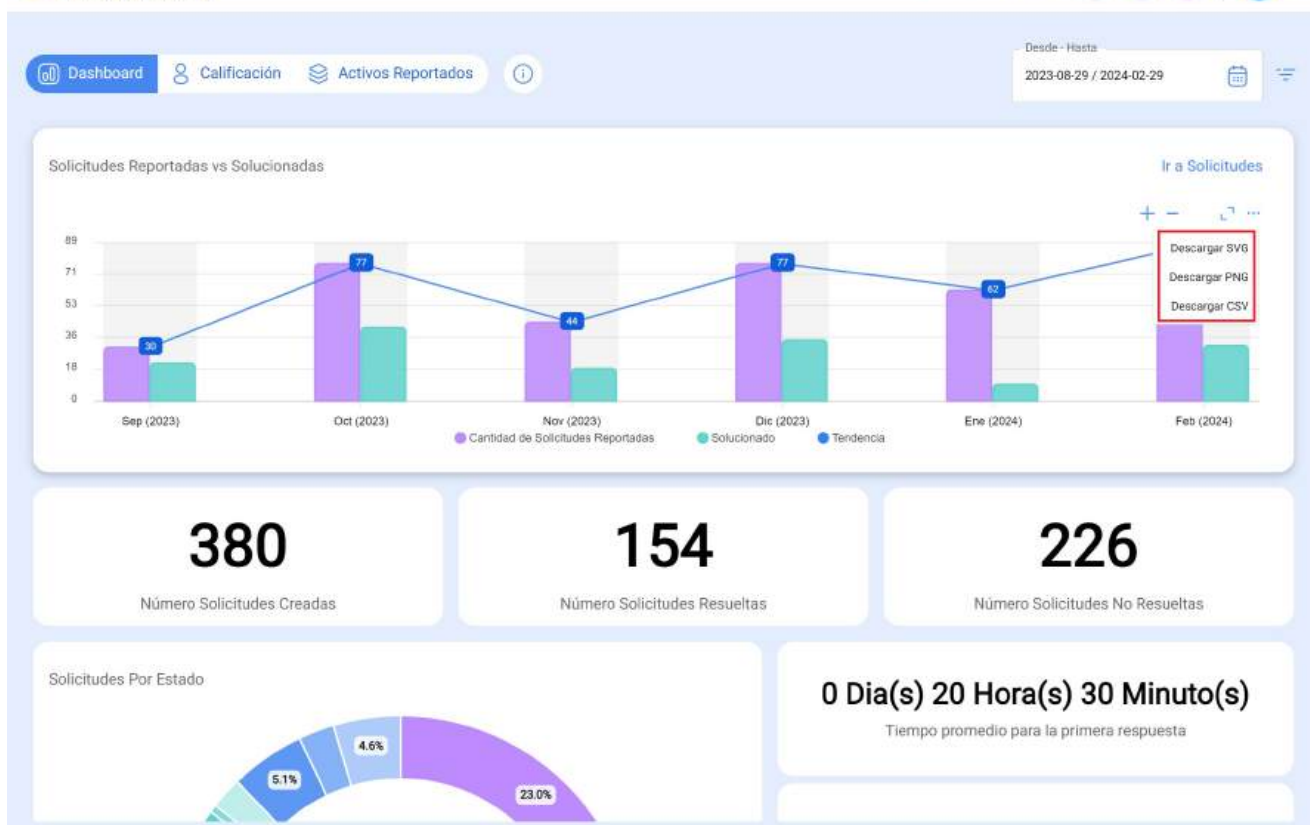 Desde - Hasta
Dashboard Calificación Activos Reportados
2023-08-29 / 2024-02-29
Solicitudes Reportadas vs Solucionadas
Ir a Solicitudes
Descargar SVG
Descargar PNG
Descargar CSV
89
71
53
36
18
0
30
77
44
77
62
Sep (2023) Oct (2023) Nov (2023) Dic (2023) Ene (2024) Feb (2024)
Cantidad de Solicitudes Reportadas Solucionado Tendencia
380
Número Solicitudes Creadas
154
Número Solicitudes Resueltas
226
Número Solicitudes No Resueltas
Solicitudes Por Estado
4.6%
5.1%
23.0%
0 Dia(s) 20 Hora(s) 30 Minuto(s)
Tiempo promedio para la primera respuesta